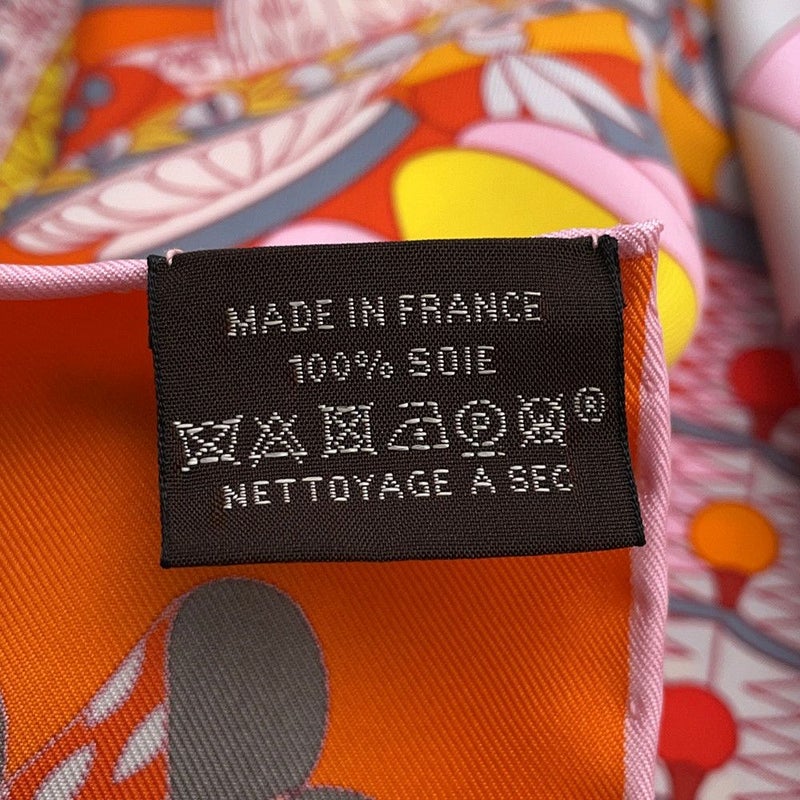 MADE IN FRANCE
100% SOIE
P W ®
NETTOYAGE A SEC